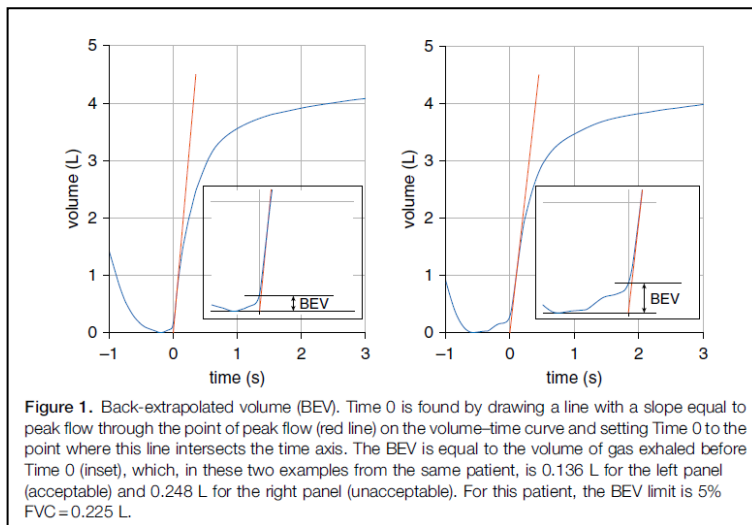 5
4
3
2
1
0
volume (L)
–1
0
1
2
3
time (s)
BEV
5
4
3
2
1
0
volume (L)
–1
0
1
2
3
time (s)
BEV
Figure 1. Back-extrapolated volume (BEV). Time 0 is found by drawing a line with a slope equal to
peak flow through the point of peak flow (red line) on the volume–time curve and setting Time 0 to the
point where this line intersects the time axis. The BEV is equal to the volume of gas exhaled before
Time 0 (inset), which, in these two examples from the same patient, is 0.136 L for the left panel
(acceptable) and 0.248 L for the right panel (unacceptable). For this patient, the BEV limit is 5%
FVC = 0.225 L.